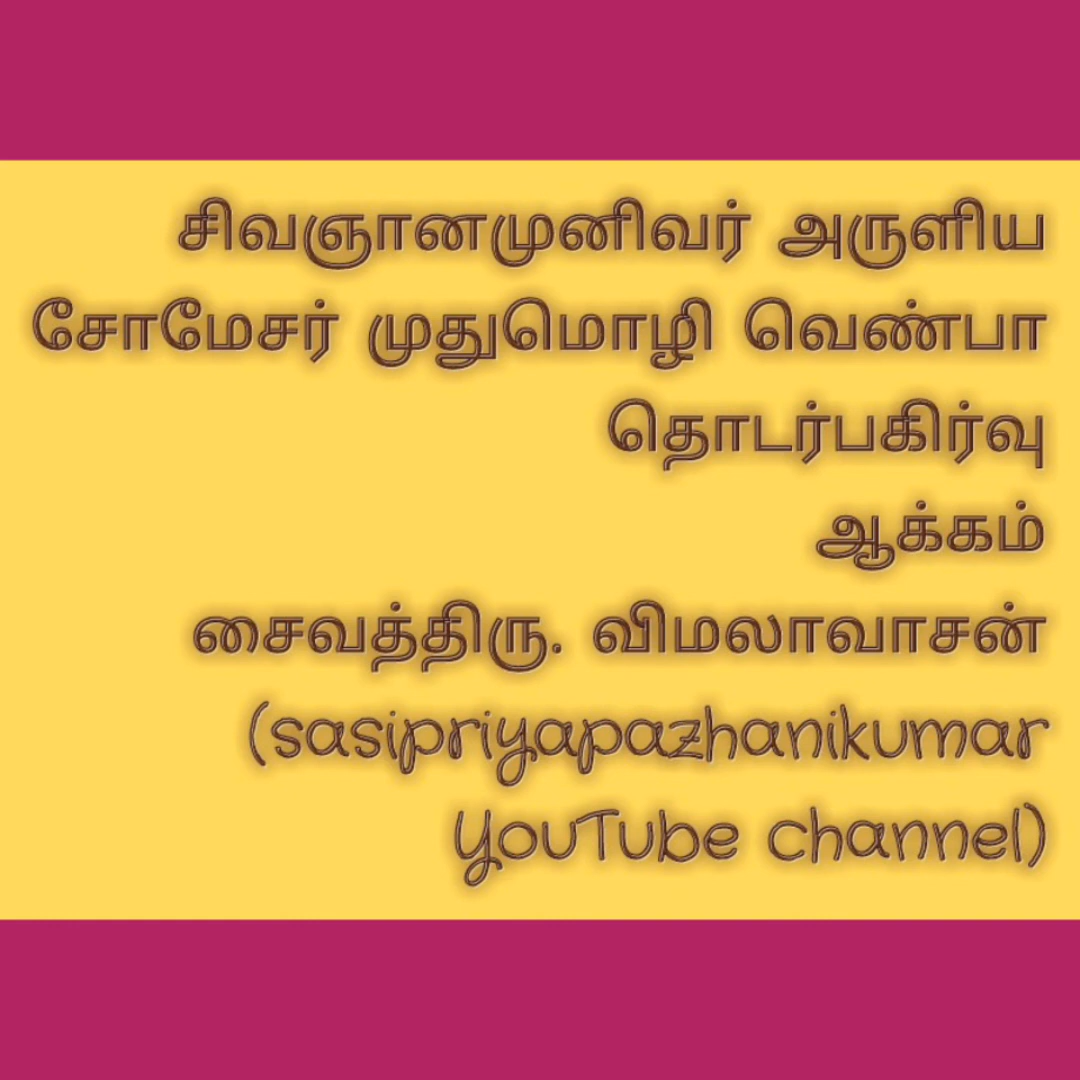 சிவஞானமுனிவர் அருளிய
சோமேசர் முதுமொழி வெண்பா
தொடர்பகிர்வு
ஆக்கம்
சைவத்திரு. விமலாவாசன்
(sasipriyapazhanikumar
YouTube channel)